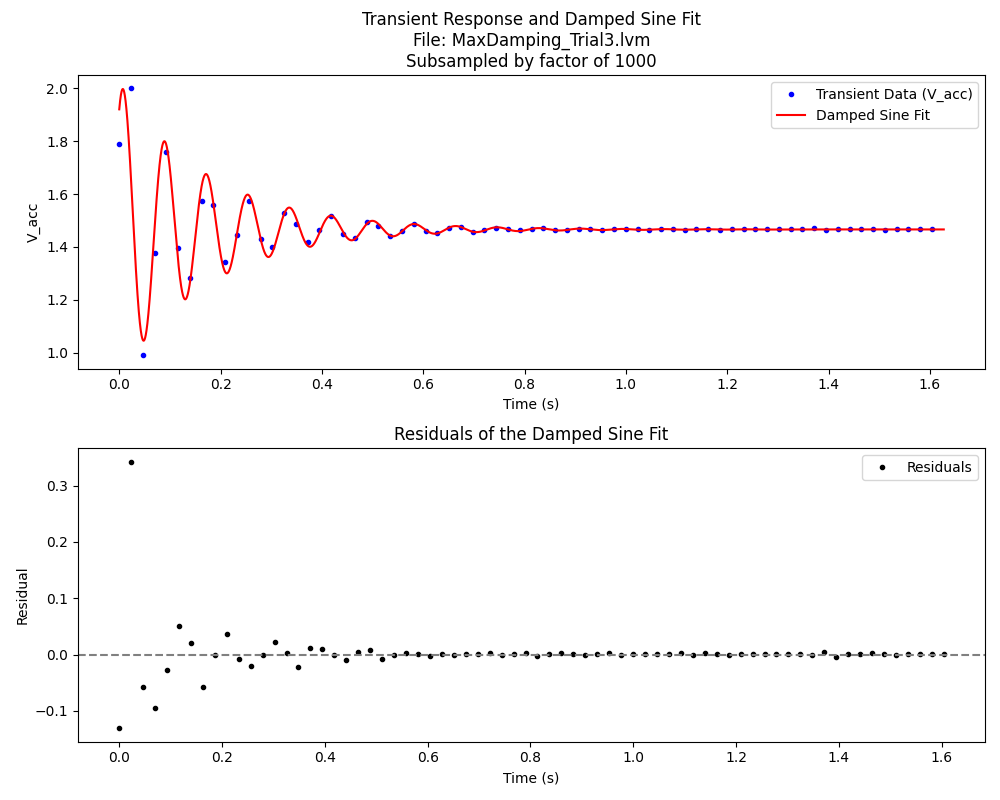 Transient Response and Damped Sine Fit
File: MaxDamping_Trial3.lvm
Subsampled by factor of 1000
V_acc
2.0
1.8
1.6
1.4
1.2
1.0
Transient Data (V_acc)
Damped Sine Fit
0.0 0.2 0.4 0.6 0.8 1.0 1.2 1.4 1.6
Time (s)
Residuals of the Damped Sine Fit
Residual
0.3
0.2
0.1
0.0
−0.1
Residuals
0.0 0.2 0.4 0.6 0.8 1.0 1.2 1.4 1.6
Time (s)